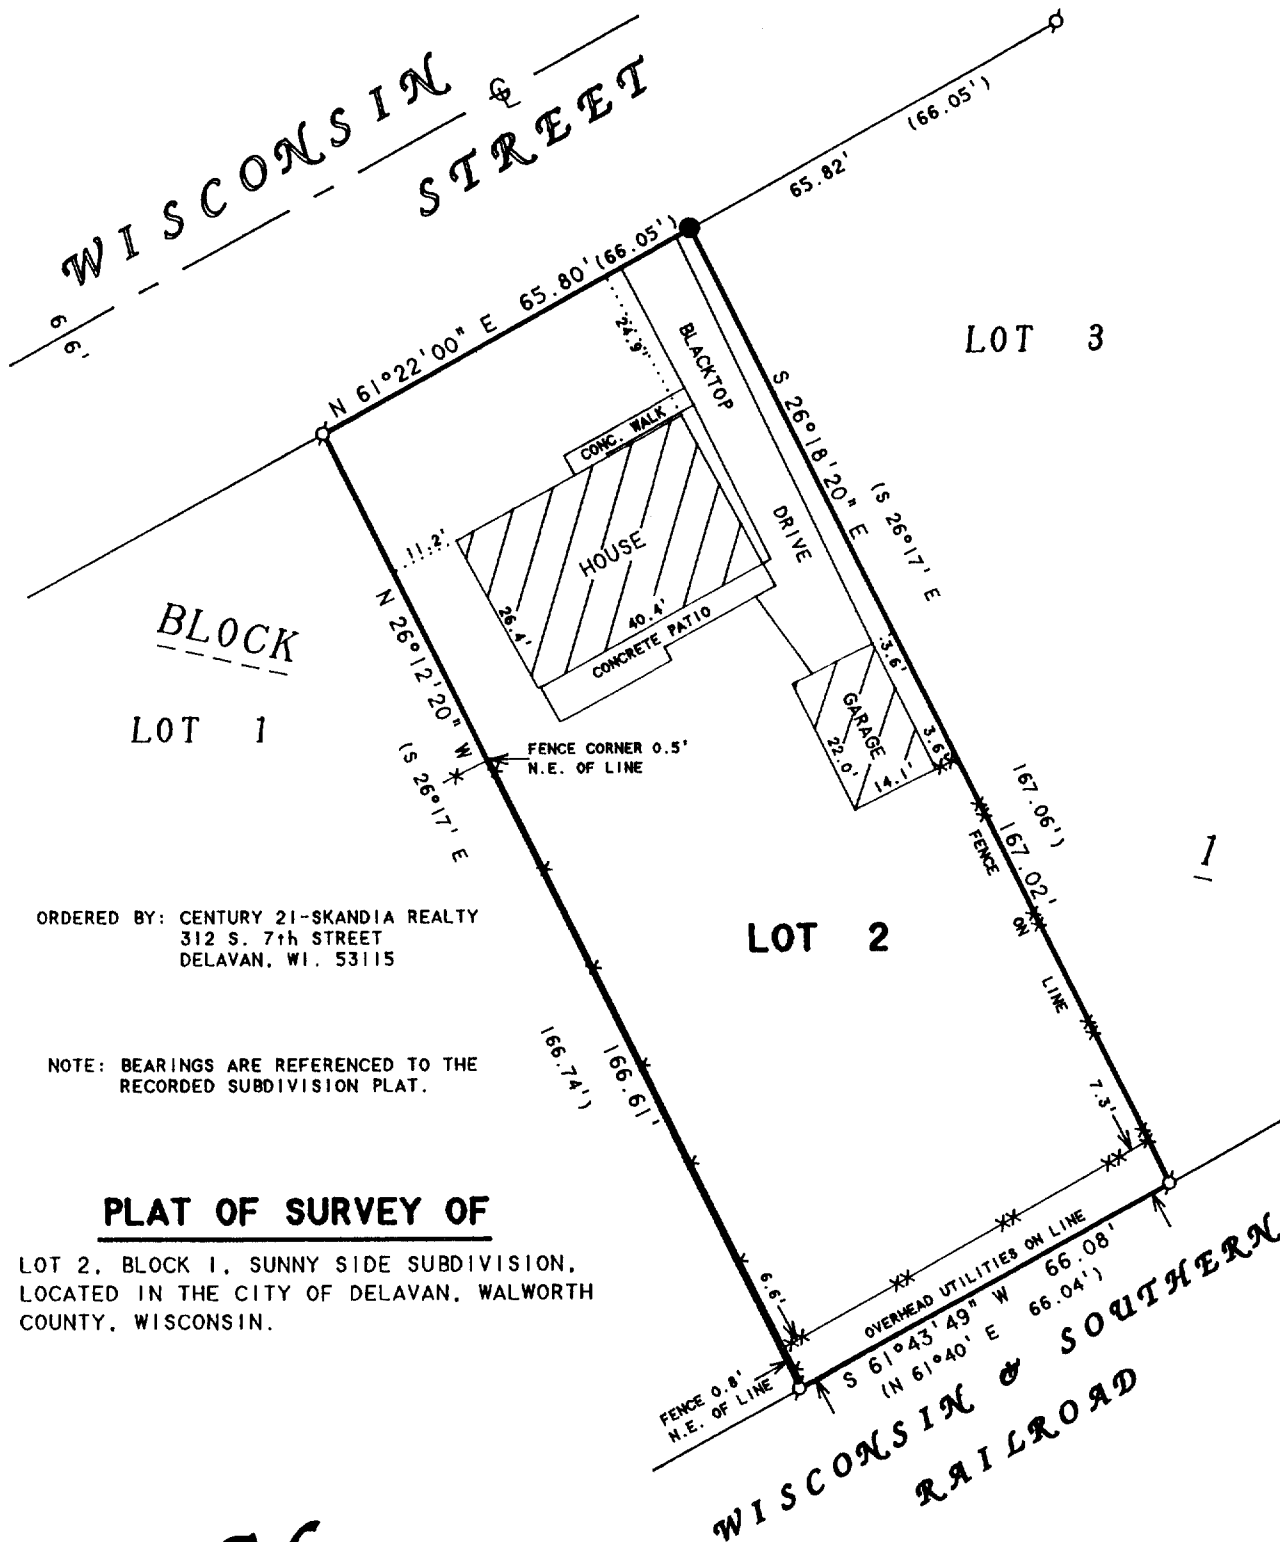 WISCONSIN
STREET
66'
(66.05')
65.82'
N 61°22'00" E 65.80' (66.05')
24.9'
BLACKTOP
DRIVE
LOT 3
S 26°18'20" E
(S 26°17' E
CONC. WALK
HOUSE
11.2'
26.4'
40.4'
CONCRETE PATIO
3.6'
GARAGE
22.0'
14.1'
3.6'
BLOCK
LOT 1
N 26°12'20" W
(S 26°17' E
FENCE CORNER 0.5'
N.E. OF LINE
167.06')
167.02'
FENCE
ON
LINE
1
LOT 2
ORDERED BY: CENTURY 21-SKANDIA REALTY
312 S. 7th STREET
DELAVAN, WI. 53115
166.74')
166.61'
NOTE: BEARINGS ARE REFERENCED TO THE
RECORDED SUBDIVISION PLAT.
7.3'
PLAT OF SURVEY OF
LOT 2, BLOCK 1, SUNNY SIDE SUBDIVISION,
LOCATED IN THE CITY OF DELAVAN, WALWORTH
COUNTY, WISCONSIN.
6.6'
OVERHEAD UTILITIES ON LINE
S 61°43'49" W 66.08'
(N 61°40' E 66.04')
FENCE 0.8'
N.E. OF LINE
WISCONSIN & SOUTHERN
RAILROAD